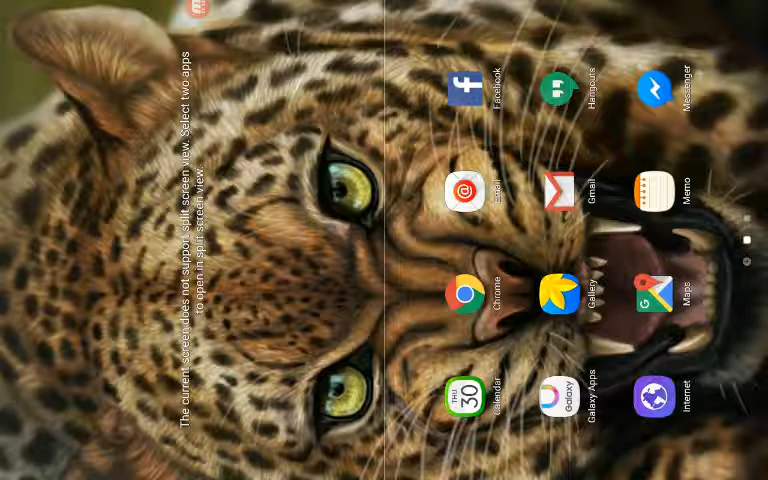 The current screen does not support split screen view. Select two apps
to open in split screen view.
Calendar
Chrome
Email
Facebook
Galaxy Apps
Gallery
Gmail
Hangouts
Internet
Maps
Memo
Messenger
THU
30
Galaxy
@
G
f